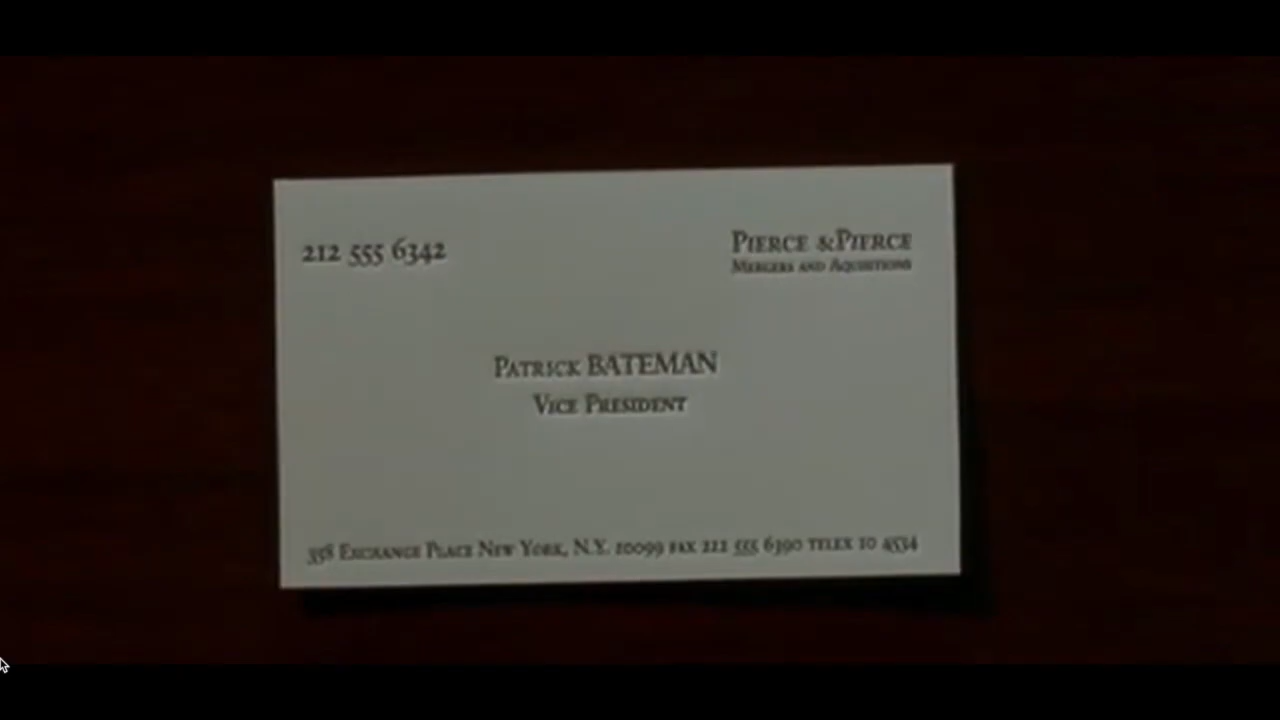 212 555 6342
PIERCE &PIERCE
MERGERS AND AQUISITIONS
PATRICK BATEMAN
VICE PRESIDENT
358 EXCHANGE PLACE NEW YORK, N.Y. 10099 FAX 212 555 6390 TELEX 10 4534